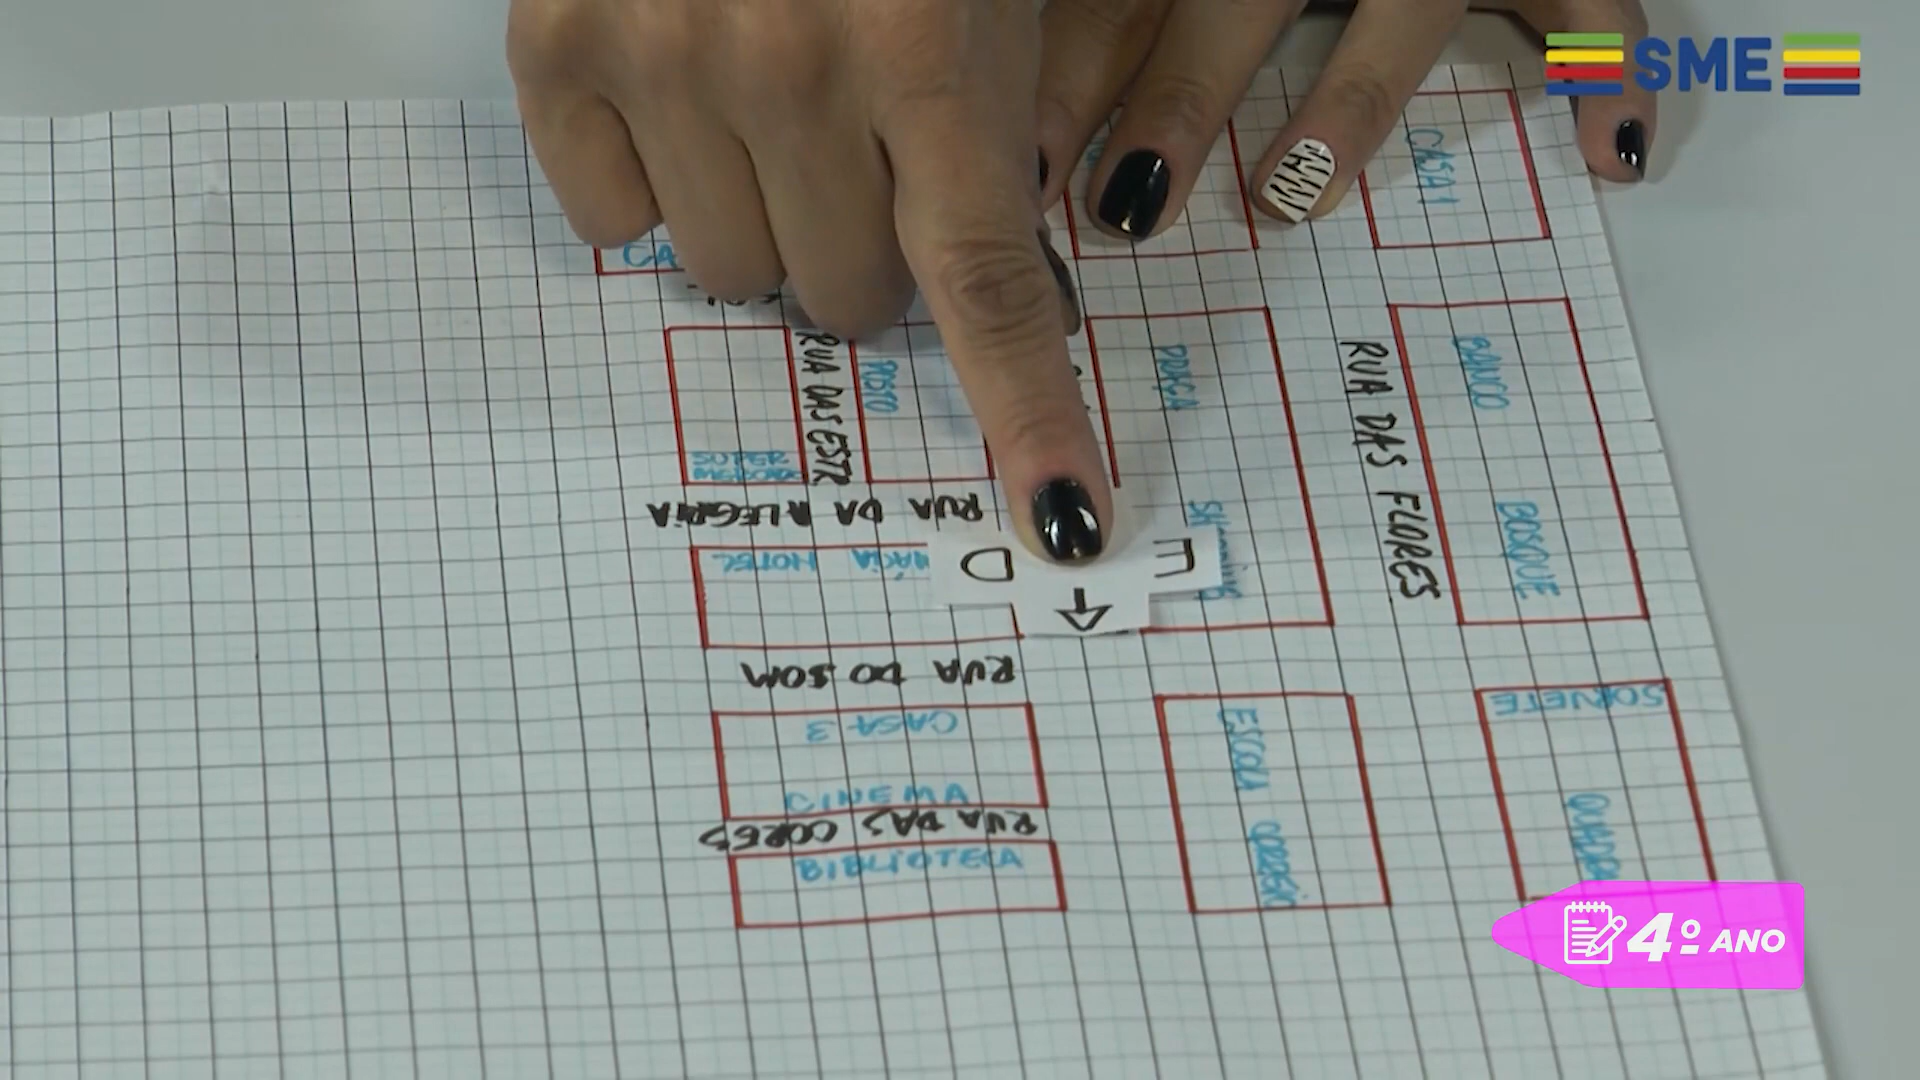 SME
CASA 1
CA
PRAÇA
BANCO
RUA DAS FLORES
POSTO
RUA DAS ESTR
BOSQUE
RUA DA ALEGRIA
HOTEL
E
D
RUA DO SOM
CASA 3
ESCOLA
SORVETE
CINEMA
RUA DAS CORES
BIBLIOTECA
4º ANO